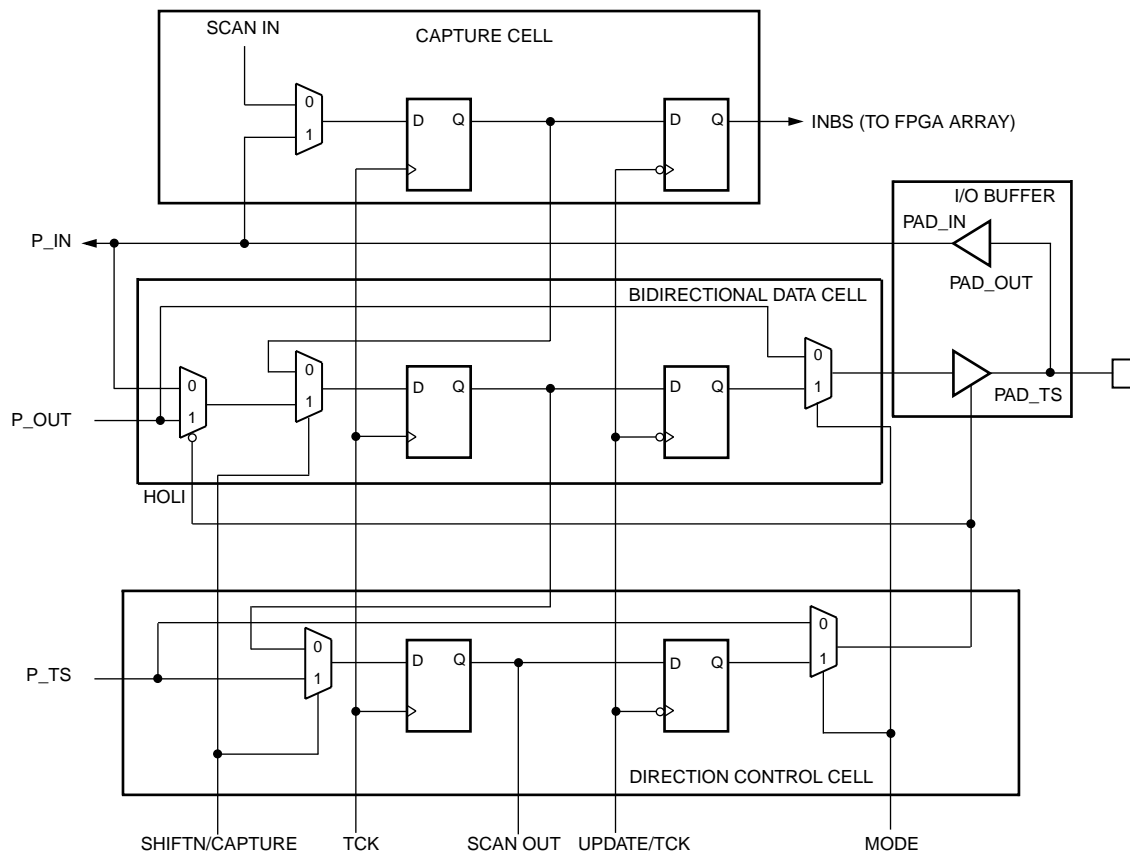 SCAN IN
CAPTURE CELL
0
1
D Q
D Q
INBS (TO FPGA ARRAY)
I/O BUFFER
PAD_IN
P_IN
PAD_OUT
BIDIRECTIONAL DATA CELL
0
1
0
1
D Q
D Q
0
1
PAD_TS
P_OUT
HOLI
P_TS
0
1
D Q
D Q
0
1
DIRECTION CONTROL CELL
SHIFTN/CAPTURE
TCK
SCAN OUT
UPDATE/TCK
MODE